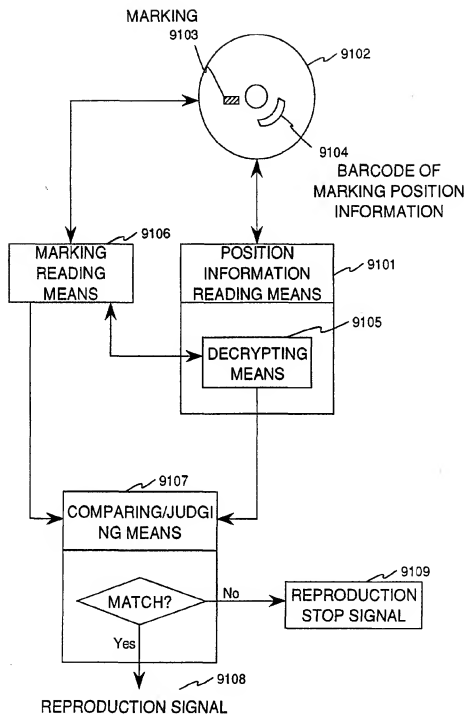 MARKING
9103
9102
9104
BARCODE OF
MARKING POSITION
INFORMATION
9106
MARKING
READING
MEANS
9101
POSITION
INFORMATION
READING MEANS
9105
DECRYPTING
MEANS
9107
COMPARING/JUDGI
NG MEANS
MATCH?
No
9109
REPRODUCTION
STOP SIGNAL
Yes
9108
REPRODUCTION SIGNAL